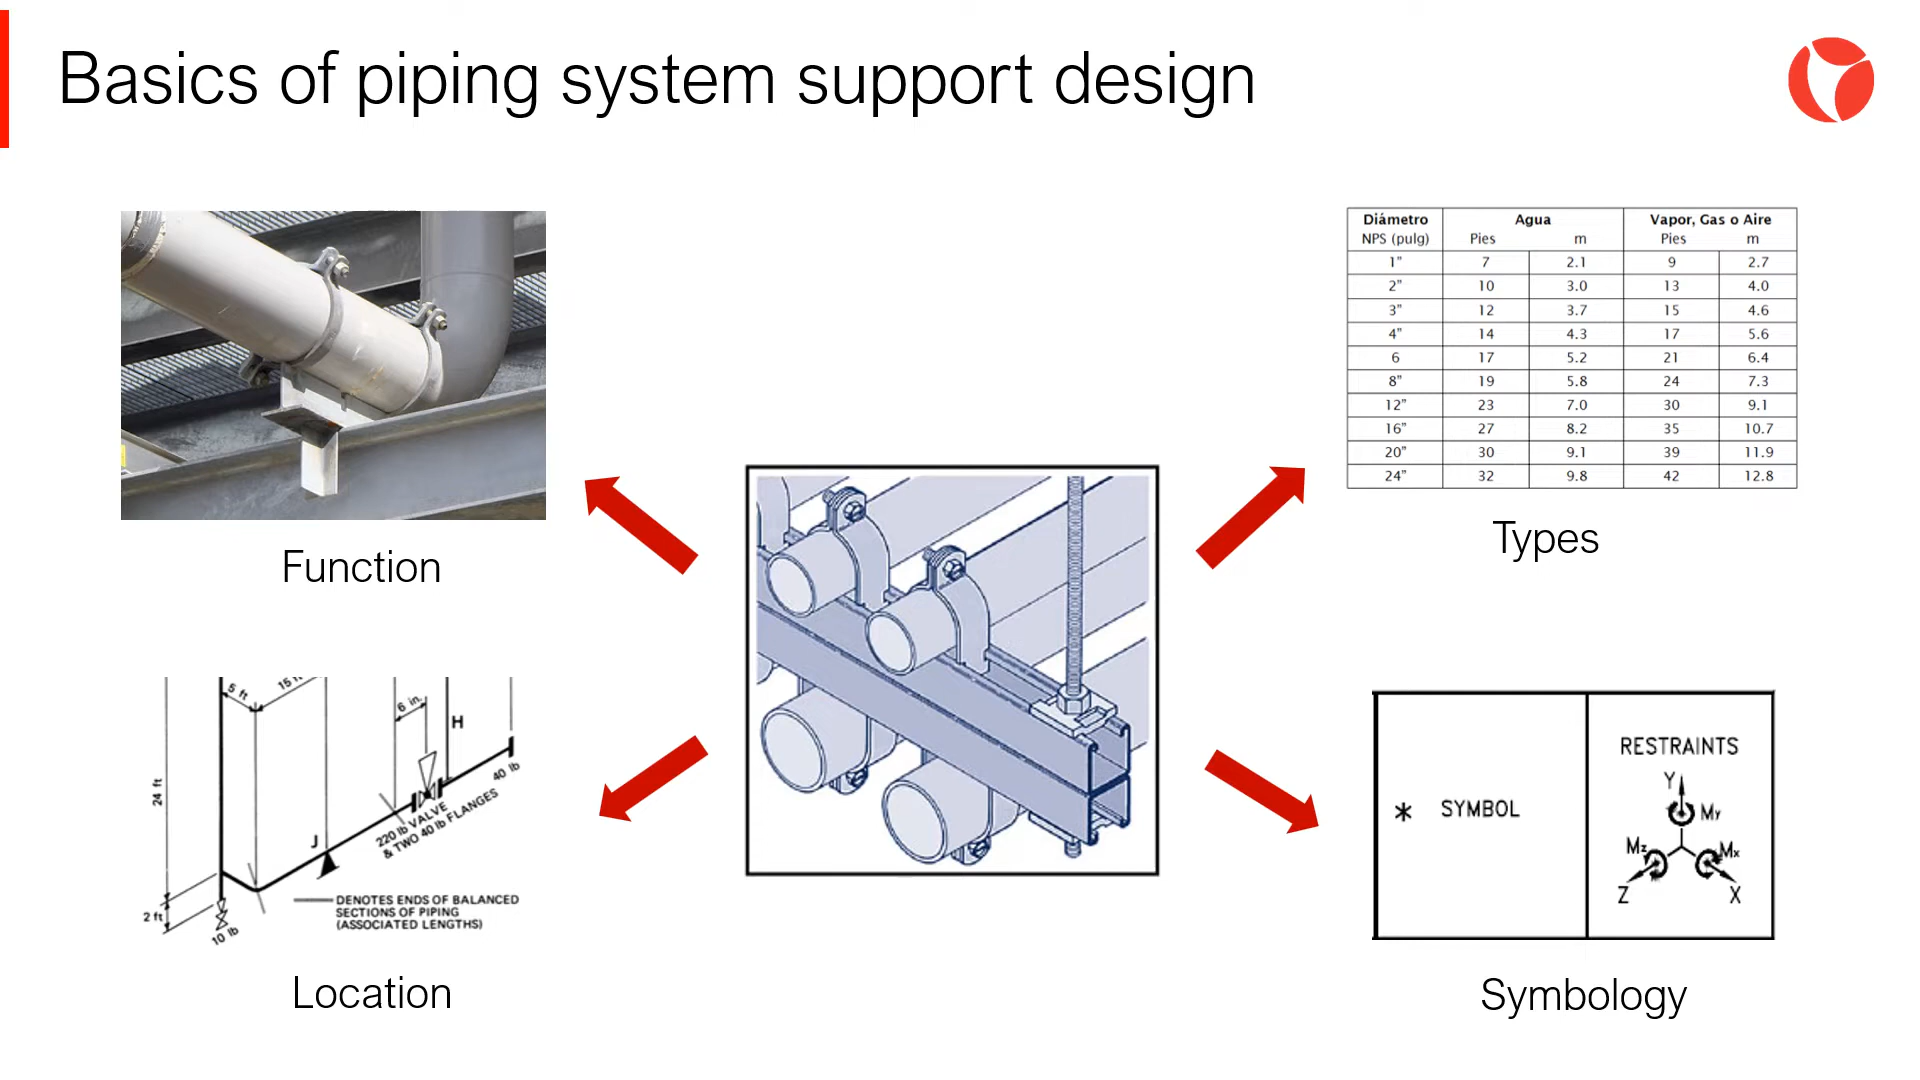 Basics of piping system support design
Function
Diámetro Agua Vapor, Gas o Aire
NPS (pulg) Pies m Pies m
1" 7 2.1 9 2.7
2" 10 3.0 13 4.0
3" 12 3.7 15 4.6
4" 14 4.3 17 5.6
6 17 5.2 21 6.4
8" 19 5.8 24 7.3
12" 23 7.0 30 9.1
16" 27 8.2 35 10.7
20" 30 9.1 39 11.9
24" 32 9.8 42 12.8
Types
5 ft
6 in.
H
24 ft
40 lb
220 lb VALVE
& TWO 40 lb FLANGES
J
2 ft
10 lb
DENOTES ENDS OF BALANCED
SECTIONS OF PIPING
(ASSOCIATED LENGTHS)
Location
* SYMBOL
RESTRAINTS
Y
My
Mz
Mx
Z
X
Symbology